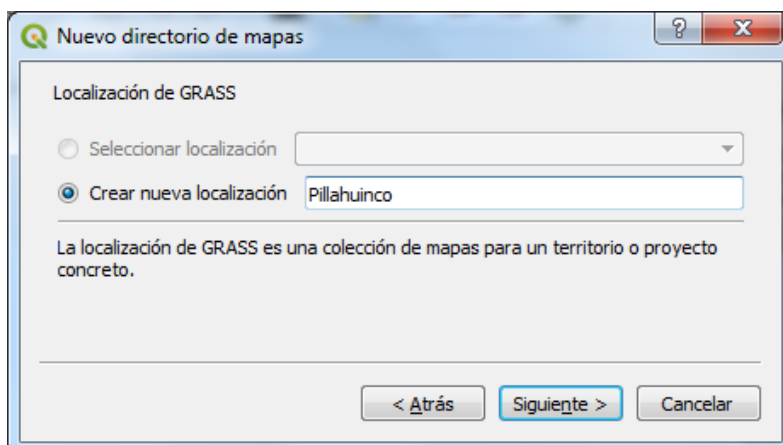 Nuevo directorio de mapas
?
Localización de GRASS
Seleccionar localización
Crear nueva localización Pillahuinco
La localización de GRASS es una colección de mapas para un territorio o proyecto
concreto.
< Atrás Siguiente > Cancelar